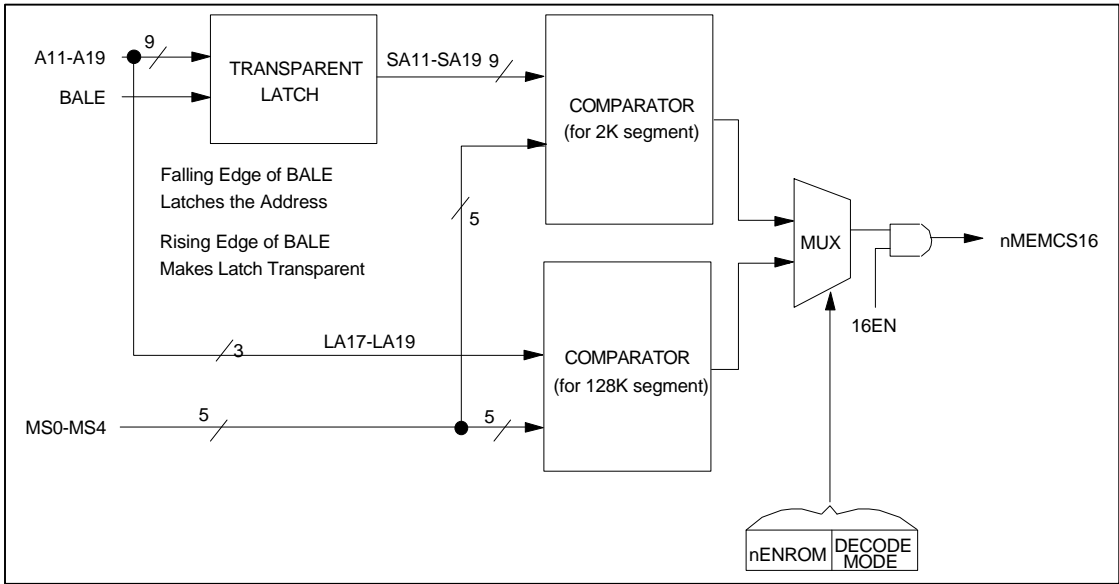 A11-A19
9
BALE
TRANSPARENT
LATCH
SA11-SA19
9
COMPARATOR
(for 2K segment)
Falling Edge of BALE
Latches the Address
Rising Edge of BALE
Makes Latch Transparent
5
MUX
nMEMCS16
16EN
3
LA17-LA19
COMPARATOR
(for 128K segment)
MS0-MS4
5
5
nENROM
DECODE
MODE